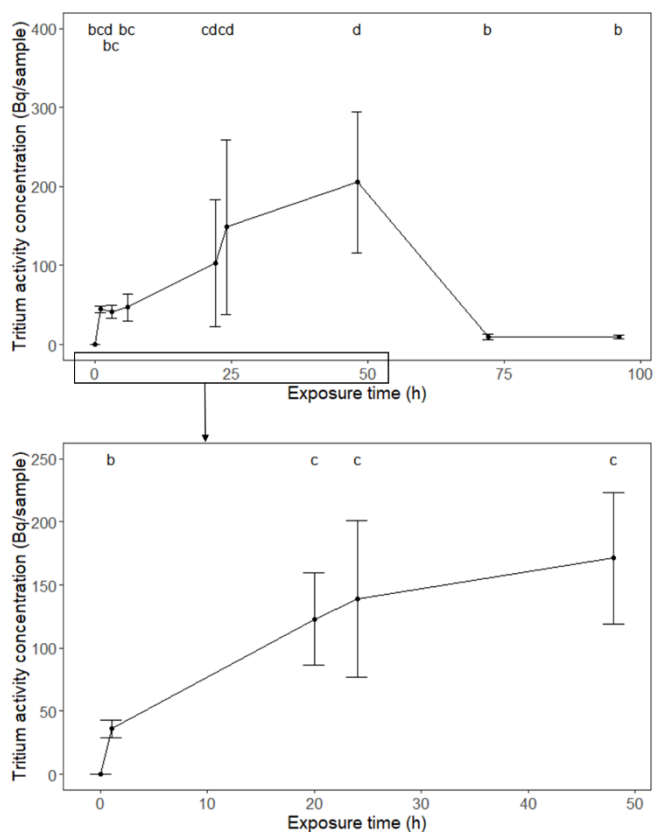 400
bcd bc
bc
cdcd
d
b
b
300
200
100
0
Tritium activity concentration (Bq/sample)
0
25
50
75
100
Exposure time (h)
250
b
c
c
c
200
150
100
50
0
Tritium activity concentration (Bq/sample)
0
10
20
30
40
50
Exposure time (h)